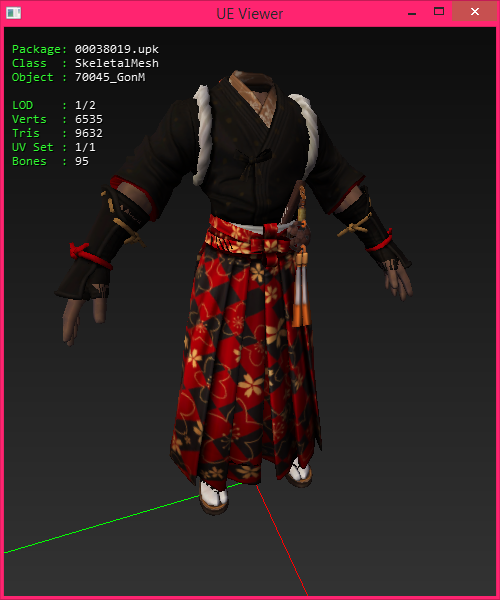 UE Viewer
Package: 00038019.upk
Class  : SkeletalMesh
Object : 70045_GonM
LOD    : 1/2
Verts  : 6535
Tris   : 9632
UV Set : 1/1
Bones  : 95